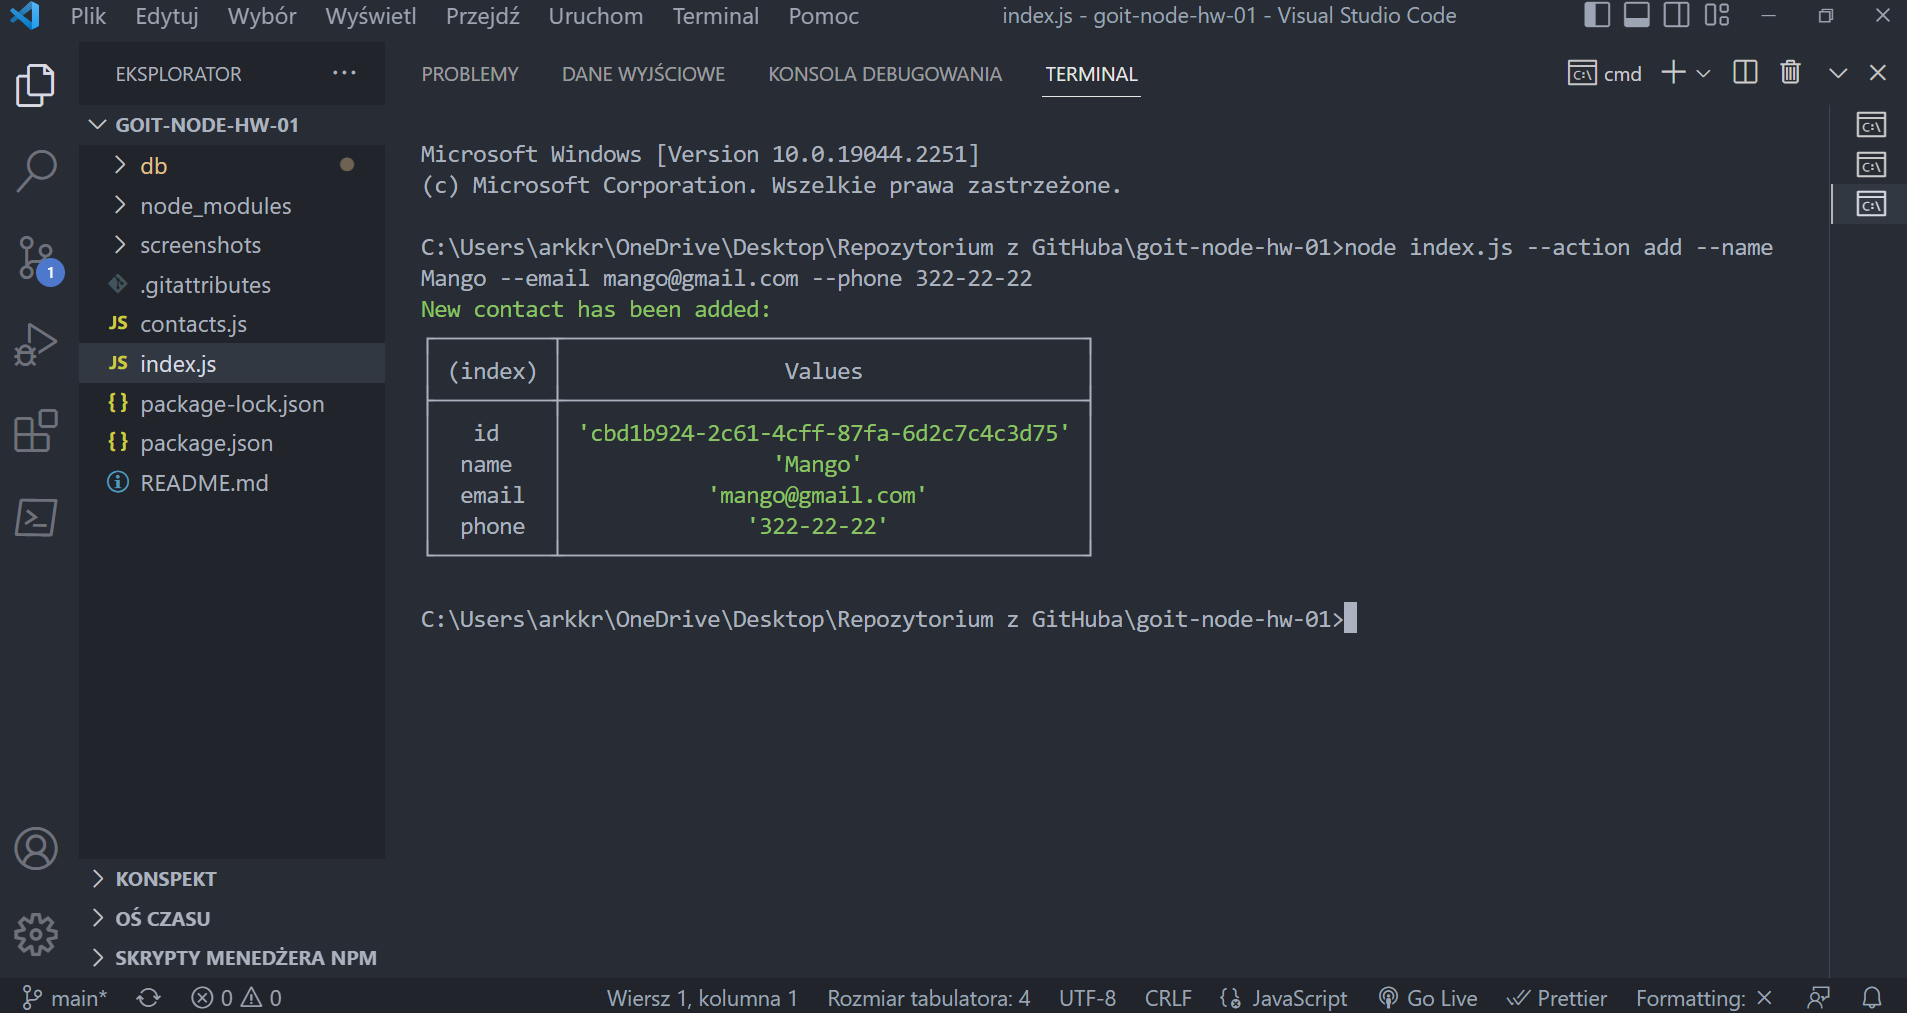 Plik Edytuj Wybór Wyświetl Przejdź Uruchom Terminal Pomoc index.js - goit-node-hw-01 - Visual Studio Code
EKSPLORATOR
GOIT-NODE-HW-01
db
node_modules
screenshots
.gitattributes
JS contacts.js
JS index.js
{} package-lock.json
{} package.json
README.md
KONSPEKT
OŚ CZASU
SKRYPTY MENEDŻERA NPM
1
PROBLEMY DANE WYJŚCIOWE KONSOLA DEBUGOWANIA TERMINAL cmd
Microsoft Windows [Version 10.0.19044.2251]
(c) Microsoft Corporation. Wszelkie prawa zastrzeżone.
C:\Users\arkkr\OneDrive\Desktop\Repozytorium z GitHuba\goit-node-hw-01>node index.js --action add --name
Mango --email mango@gmail.com --phone 322-22-22
New contact has been added:
(index) Values
id 'cbd1b924-2c61-4cff-87fa-6d2c7c4c3d75'
name 'Mango'
email 'mango@gmail.com'
phone '322-22-22'
C:\Users\arkkr\OneDrive\Desktop\Repozytorium z GitHuba\goit-node-hw-01>
main* 0 0 Wiersz 1, kolumna 1 Rozmiar tabulatora: 4 UTF-8 CRLF JavaScript Go Live Prettier Formatting: ×